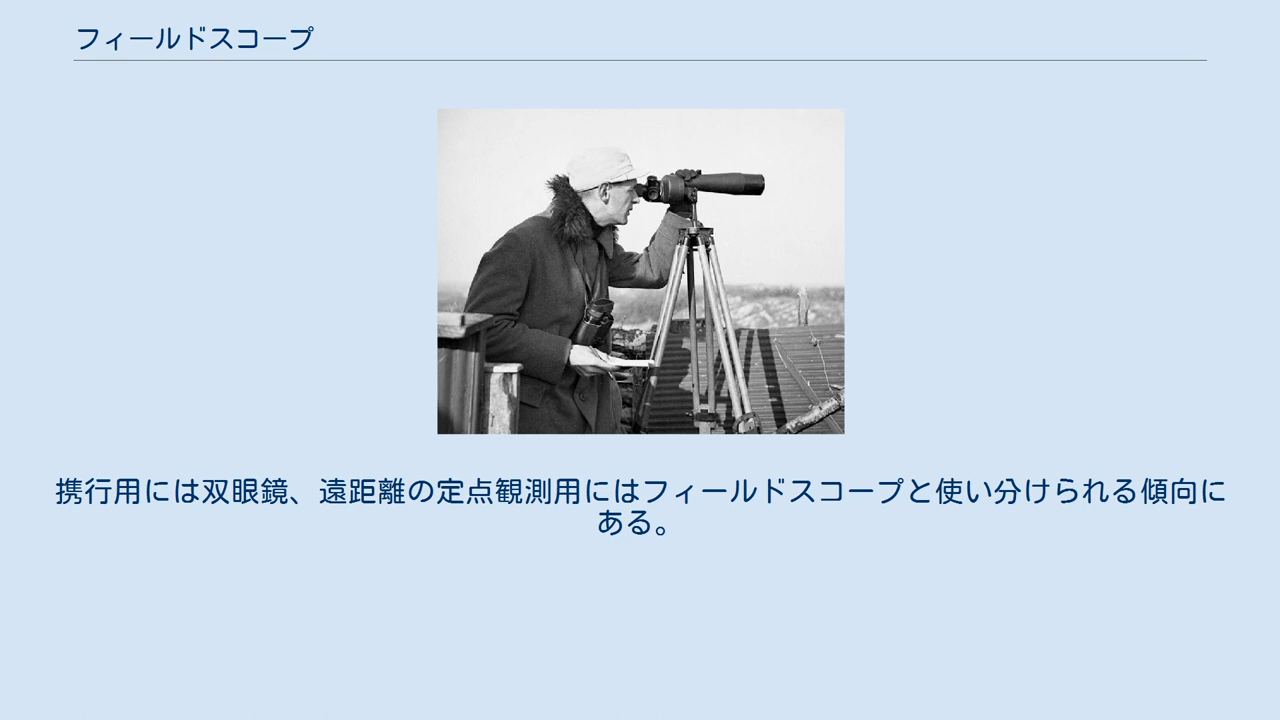 フィールドスコープ
携行用には双眼鏡、遠距離の定点観測用にはフィールドスコープと使い分けられる傾向に
ある。